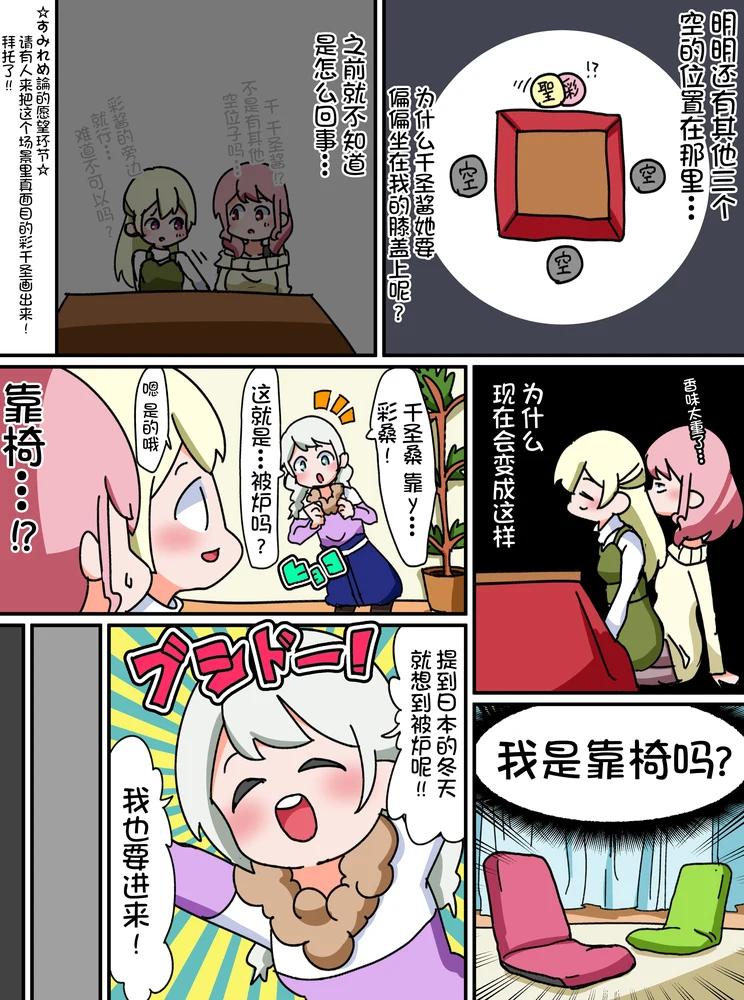 明明还有其他三个
空的位置在那里…
!?
聖
彩
空
空
空
为什么千圣酱她要
偏偏坐在我的膝盖上呢?
之前就不知道
是怎么回事…
千 千圣酱!?
不是有其他
空位子吗…
彩酱的旁边
就行…
难道不可以吗?
☆すみれめ論的愿望环节☆
请有人来把这个场景里真面目的彩千圣画出来!
拜托了!!
香味太重了…
为什么
现在会变成这样
千圣桑 靠y…
彩桑!
这就是…被炉吗?
嗯 是的哦
ヒョコ
靠椅…!?
我是靠椅吗?
ブシドー!
提到日本的冬天
就想到被炉呢!!
我也要进来!